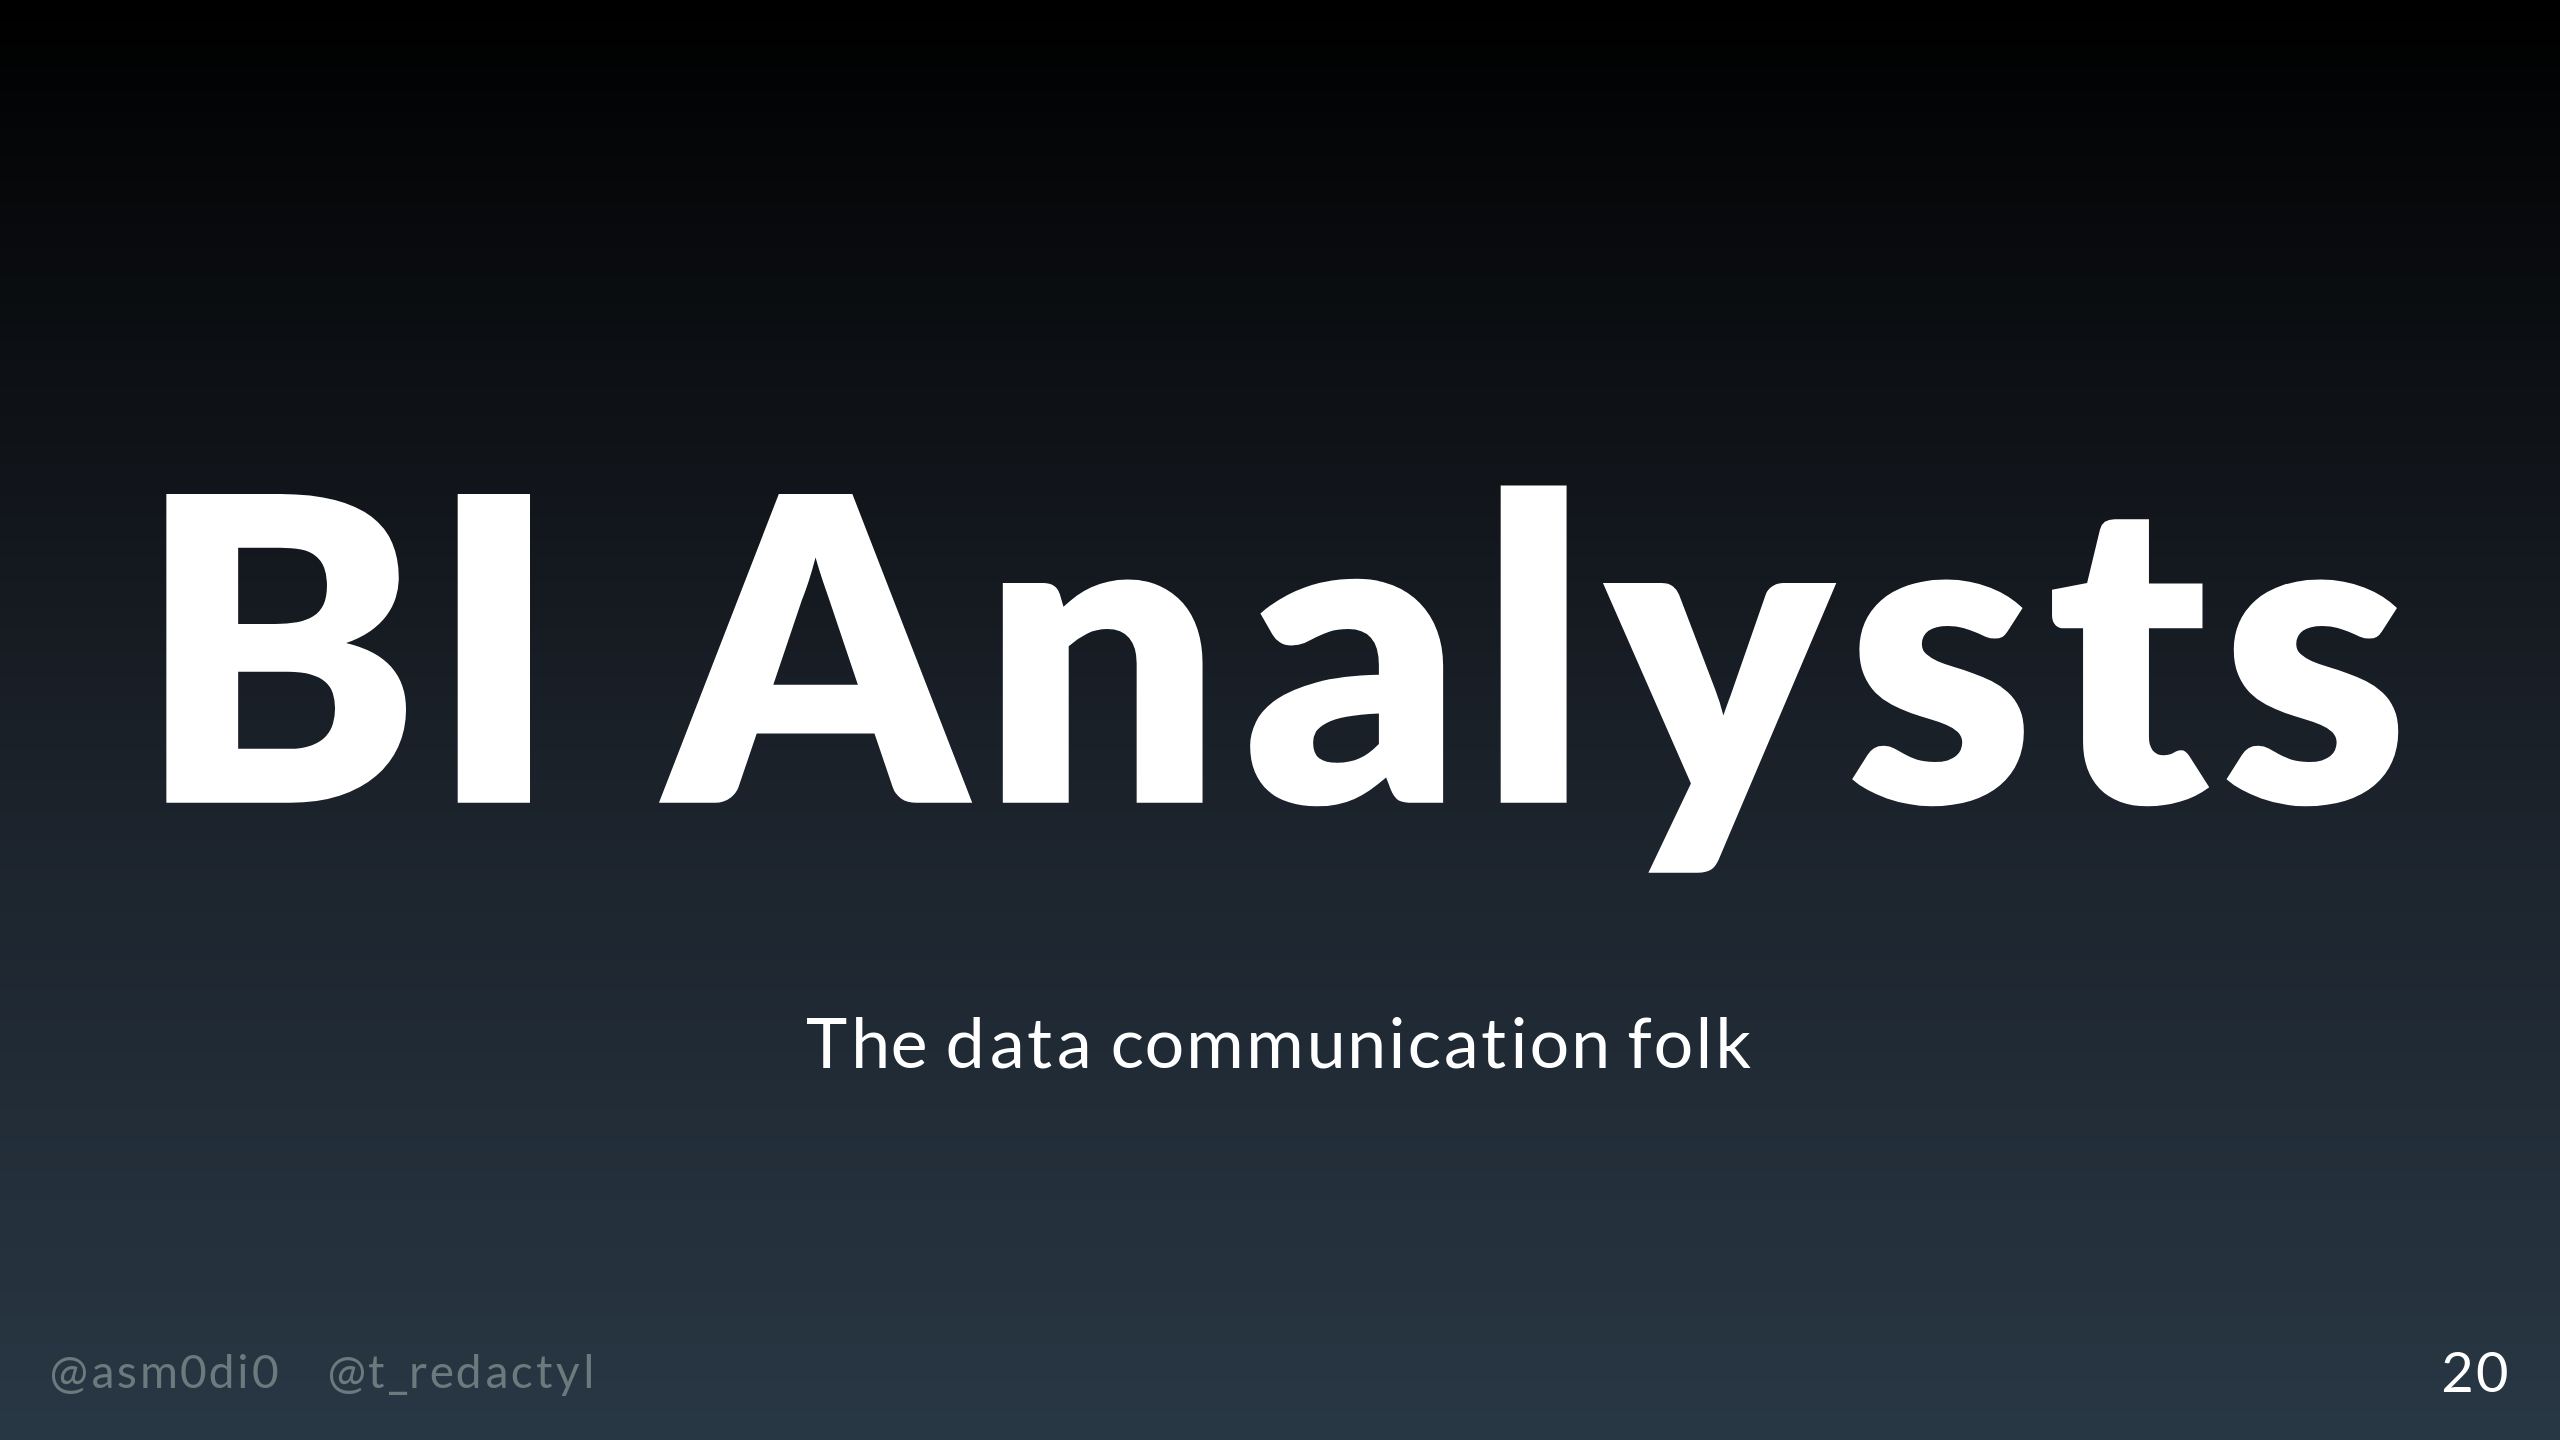 BI Analysts
The data communication folk
@asm0di0 @t_redactyl
20